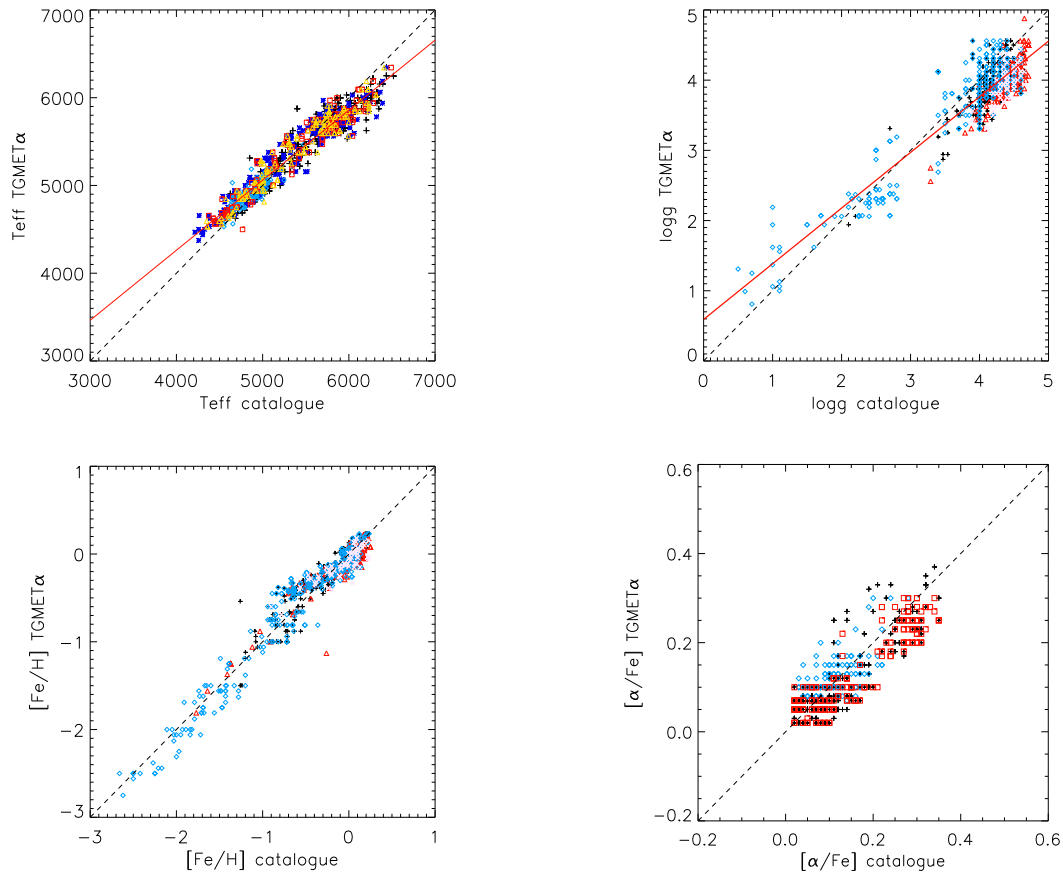 7000
6000
5000
4000
3000
Teff TGMETα
3000 4000 5000 6000 7000
Teff catalogue
5
4
3
2
1
0
logg TGMETα
0 1 2 3 4 5
logg catalogue
1
0
−1
−2
−3
[Fe/H] TGMETα
−3 −2 −1 0 1
[Fe/H] catalogue
0.6
0.4
0.2
0.0
−0.2
[α/Fe] TGMETα
−0.2 0.0 0.2 0.4 0.6
[α/Fe] catalogue